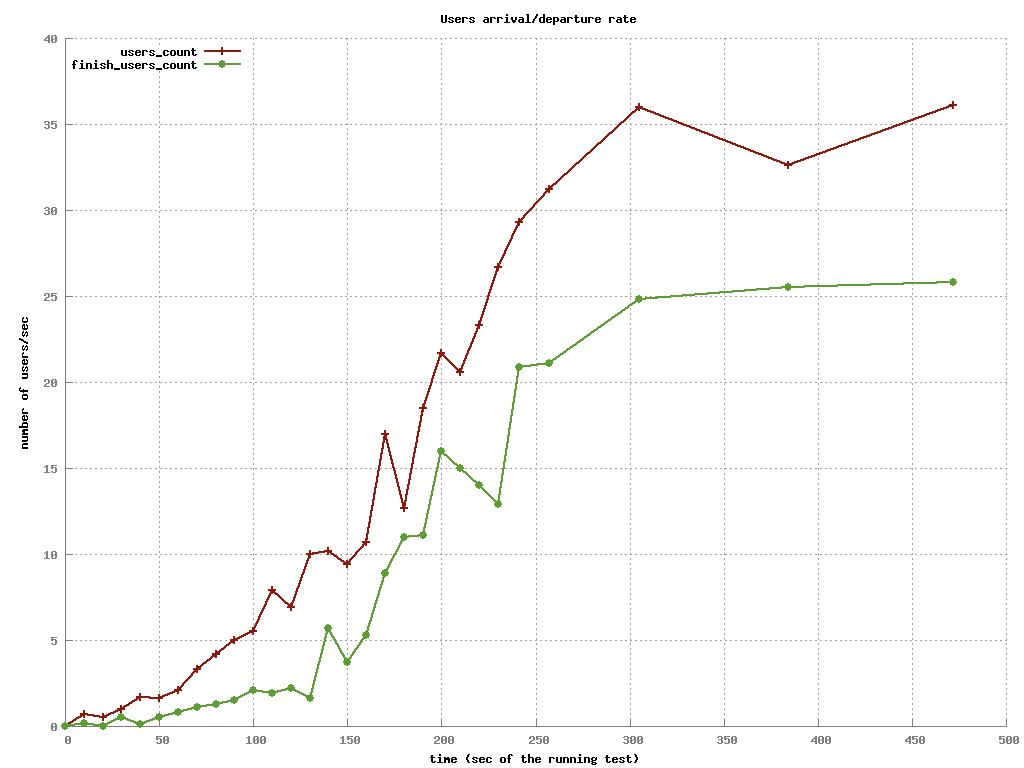 Users arrival/departure rate
users_count
finish_users_count
40
35
30
25
20
15
10
5
0
number of users/sec
0 50 100 150 200 250 300 350 400 450 500
time (sec of the running test)